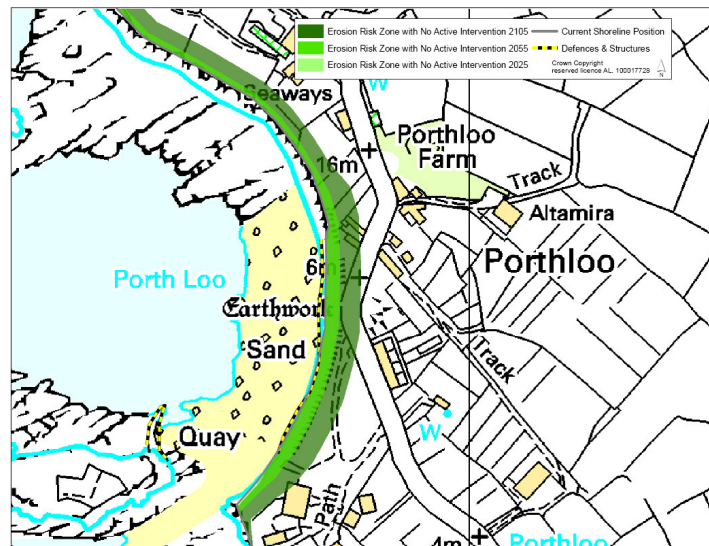 Erosion Risk Zone with No Active Intervention 2105
Current Shoreline Position
Erosion Risk Zone with No Active Intervention 2055
Defences & Structures
Erosion Risk Zone with No Active Intervention 2025
Crown Copyright
reserved licence AL. 100017729
N
Seaways
W
Porthloo
Farm
16m
Track
Altamira
Porth Loo
6m
Porthloo
Earthwork
Sand
Track
Quay
W
Path
4m
Porthloo